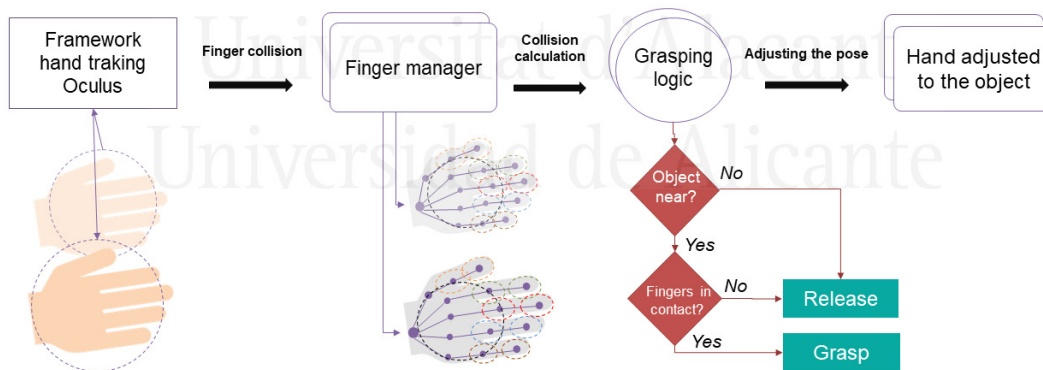 Universitat d'Alacant
Universidad de Alicante
Framework
hand traking
Oculus
Finger collision
Finger manager
Collision
calculation
Grasping
logic
Adjusting the pose
Hand adjusted
to the object
Object
near?
No
Yes
Fingers in
contact?
No
Release
Yes
Grasp